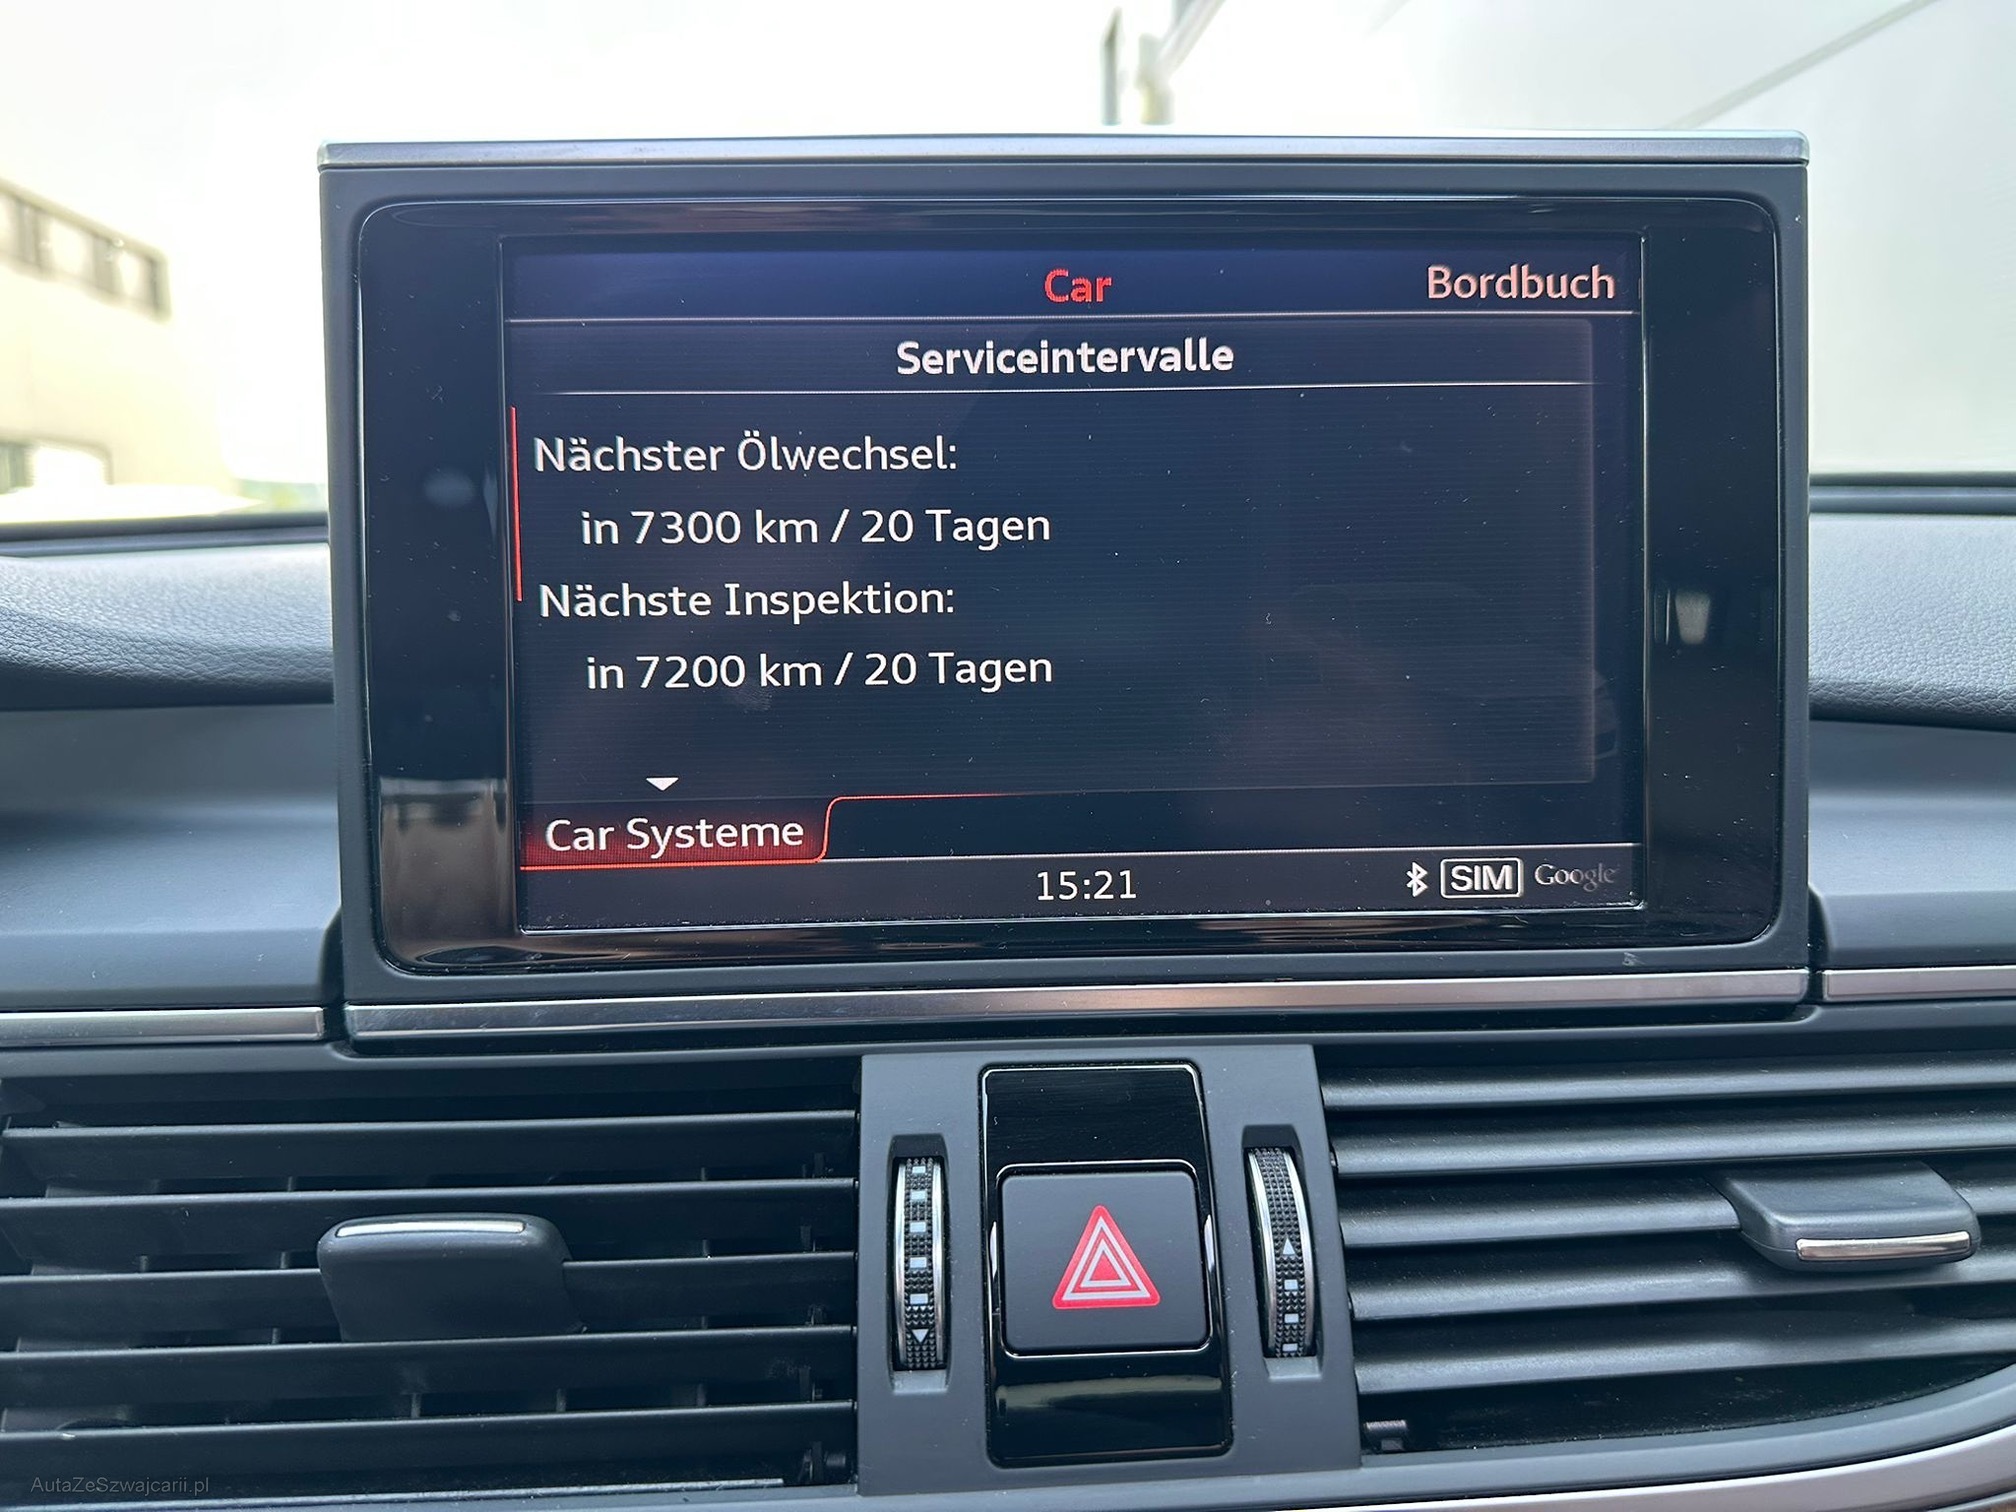 Car
Bordbuch
Serviceintervalle
Nächster Ölwechsel:
in 7300 km / 20 Tagen
Nächste Inspektion:
in 7200 km / 20 Tagen
Car Systeme
15:21
SIM
Google
AutaZeSzwajcarii.pl